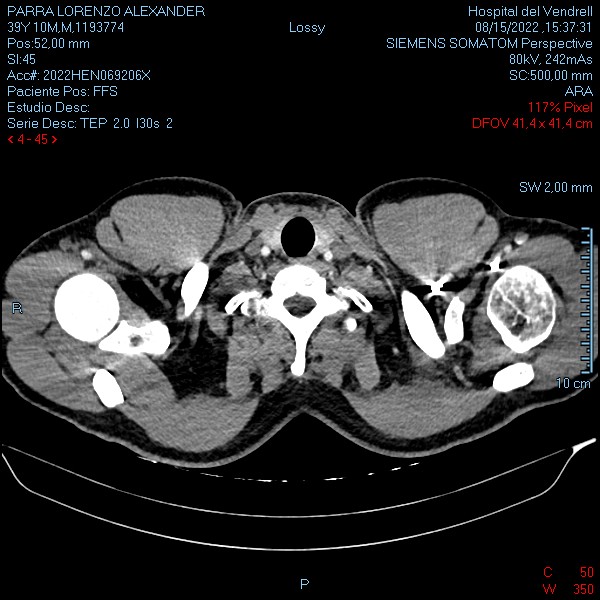 PARRA LORENZO ALEXANDER
39Y 10M,M,1193774
Pos:52,00 mm
SI:45
Acc#: 2022HEN069206X
Paciente Pos: FFS
Estudio Desc:
Serie Desc: TEP 2.0 I30s 2
< 4 - 45 >
Lossy
Hospital del Vendrell
08/15/2022 ,15:37:31
SIEMENS SOMATOM Perspective
80kV, 242mAs
SC:500,00 mm
ARA
117% Pixel
DFOV 41,4 x 41,4 cm
SW 2,00 mm
R
10 cm
P
C 50
W 350